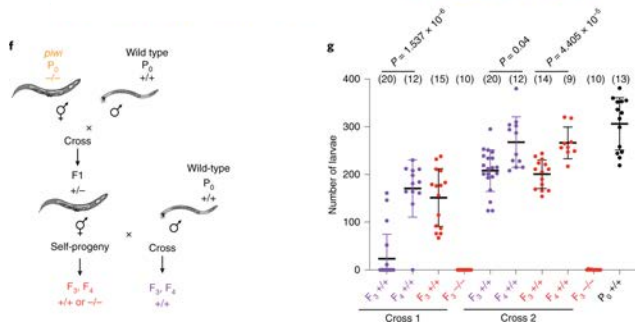 f
piwi
P0
−/−
Wild type
P0
+/+
×
Cross
F1
+/−
Wild-type
P0
+/+
×
Self-progeny
Cross
F3, F4
+/+ or −/−
F3, F4
+/+
g
P = 1.537 × 10−6
P = 0.04
P = 4.405 × 10−5
(20) (12) (15) (10) (20) (12) (14) (9) (10) (13)
Number of larvae
400
300
200
100
0
F3 +/+ F4 +/+ F3 +/+ F3 −/− F3 +/+ F4 +/+ F3 +/+ F4 +/+ F3 −/− P0 +/+
Cross 1 Cross 2